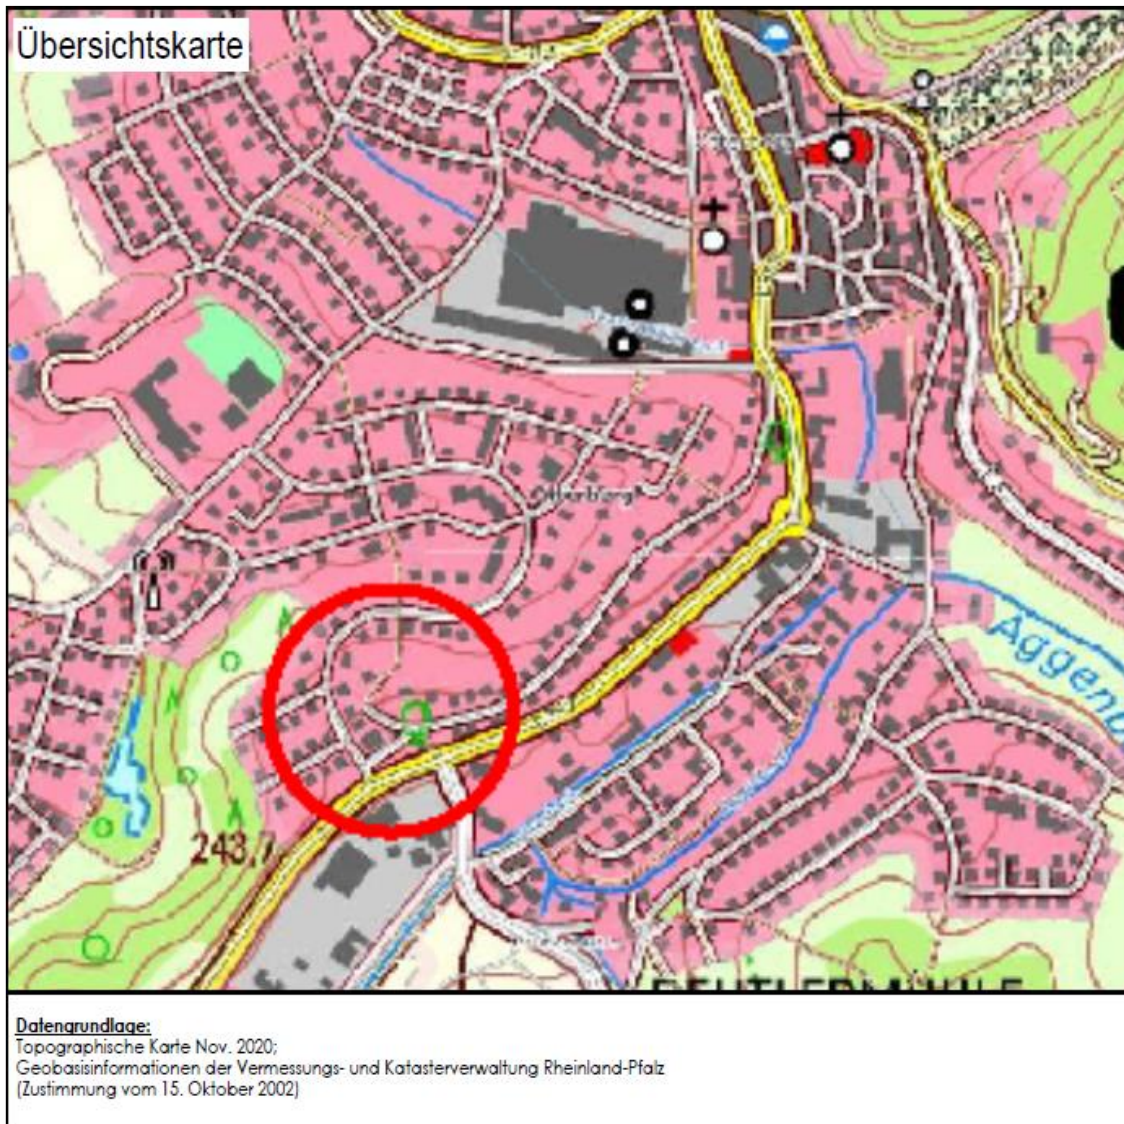 Übersichtskarte
243,7
Aggenb
Datengrundlage:
Topographische Karte Nov. 2020;
Geobasisinformationen der Vermessungs- und Katasterverwaltung Rheinland-Pfalz
(Zustimmung vom 15. Oktober 2002)